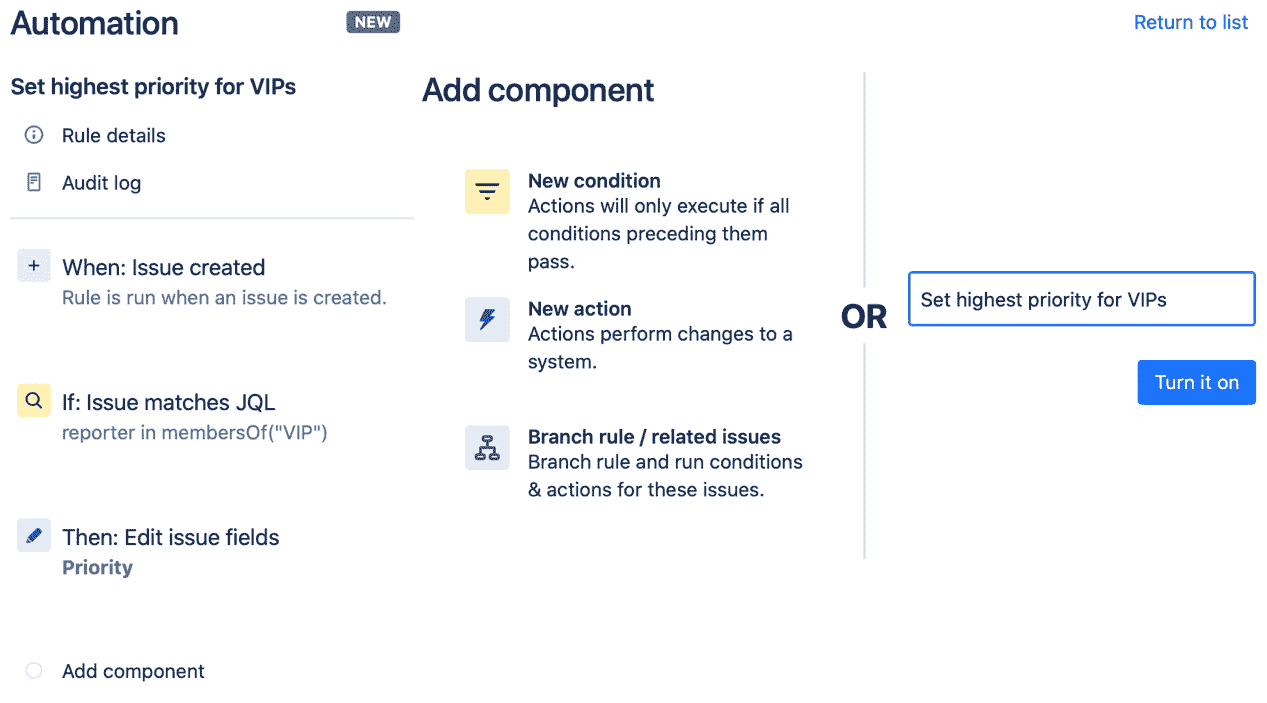 Automation
NEW
Return to list
Set highest priority for VIPs
Rule details
Audit log
When: Issue created
Rule is run when an issue is created.
If: Issue matches JQL
reporter in membersOf("VIP")
Then: Edit issue fields
Priority
Add component
Add component
New condition
Actions will only execute if all
conditions preceding them
pass.
New action
Actions perform changes to a
system.
Branch rule / related issues
Branch rule and run conditions
& actions for these issues.
OR
Set highest priority for VIPs
Turn it on